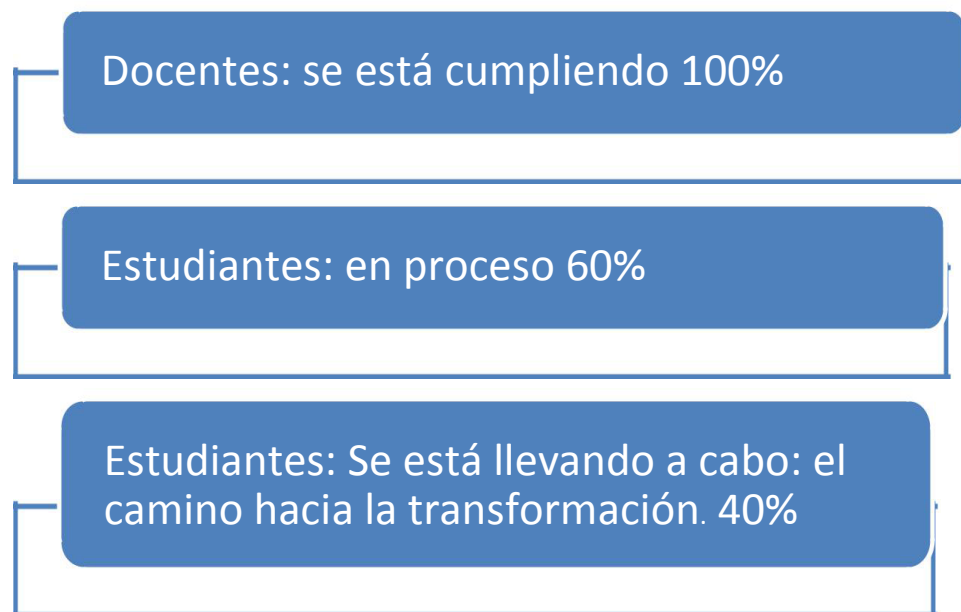 Docentes: se está cumpliendo 100%
Estudiantes: en proceso 60%
Estudiantes: Se está llevando a cabo: el
camino hacia la transformación. 40%